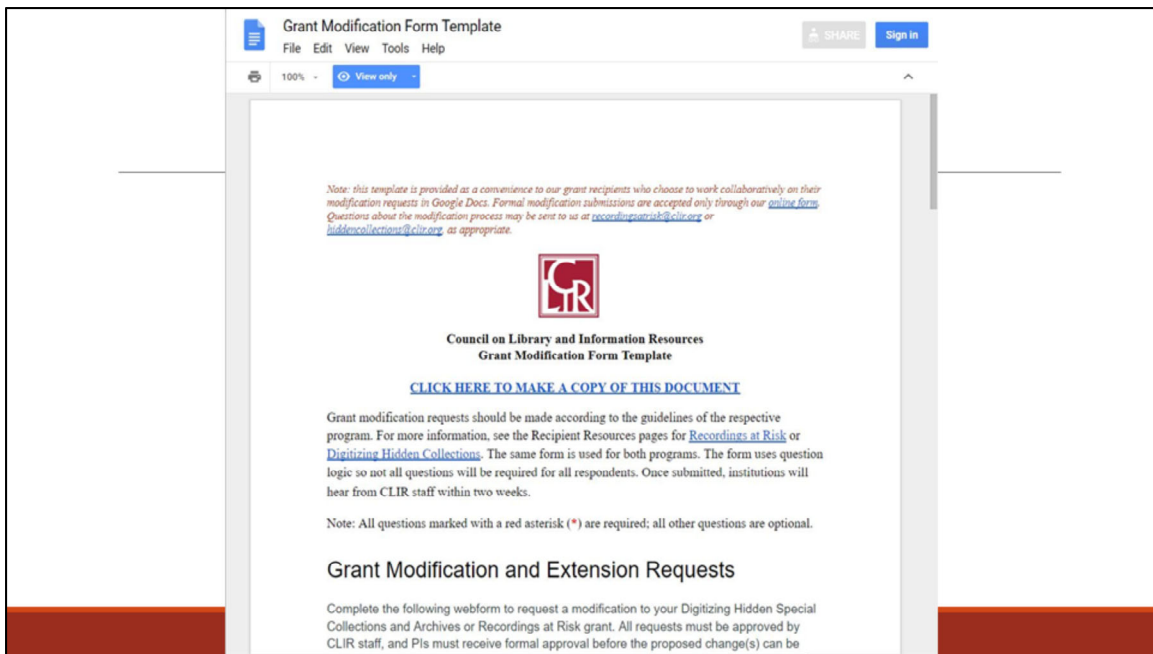 Grant Modification Form Template
File Edit View Tools Help
SHARE
Sign in
100%
View only
Note: this template is provided as a convenience to our grant recipients who choose to work collaboratively on their
modification requests in Google Docs. Formal modification submissions are accepted only through our online form.
Questions about the modification process may be sent to us at recordingsatrisk@clir.org or
hiddencollections@clir.org, as appropriate.
CLIR
Council on Library and Information Resources
Grant Modification Form Template
CLICK HERE TO MAKE A COPY OF THIS DOCUMENT
Grant modification requests should be made according to the guidelines of the respective
program. For more information, see the Recipient Resources pages for Recordings at Risk or
Digitizing Hidden Collections. The same form is used for both programs. The form uses question
logic so not all questions will be required for all respondents. Once submitted, institutions will
hear from CLIR staff within two weeks.
Note: All questions marked with a red asterisk (*) are required; all other questions are optional.
Grant Modification and Extension Requests
Complete the following webform to request a modification to your Digitizing Hidden Special
Collections and Archives or Recordings at Risk grant. All requests must be approved by
CLIR staff, and PIs must receive formal approval before the proposed change(s) can be